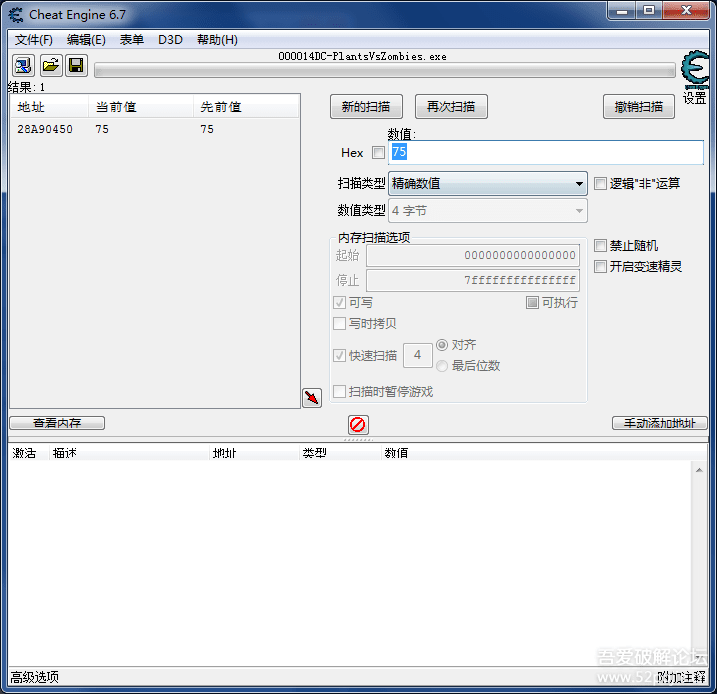 Cheat Engine 6.7
文件(F) 编辑(E) 表单 D3D 帮助(H)
000014DC-PlantsVsZombies.exe
设置
结果: 1
地址 当前值 先前值
28A90450 75 75
新的扫描 再次扫描 撤销扫描
数值:
Hex 75
扫描类型 精确数值 逻辑"非"运算
数值类型 4 字节
内存扫描选项
起始 0000000000000000
停止 7fffffffffffffff
可写 可执行
写时拷贝
快速扫描 4 对齐
最后位数
扫描时暂停游戏
禁止随机
开启变速精灵
查看内存 手动添加地址
激活 描述 地址 类型 数值
高级选项 附加注释
吾爱破解论坛